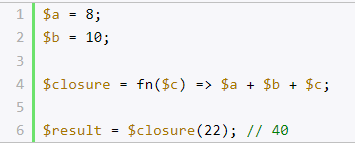 1 $a = 8;
2 $b = 10;
3
4 $closure = fn($c) => $a + $b + $c;
5
6 $result = $closure(22); // 40